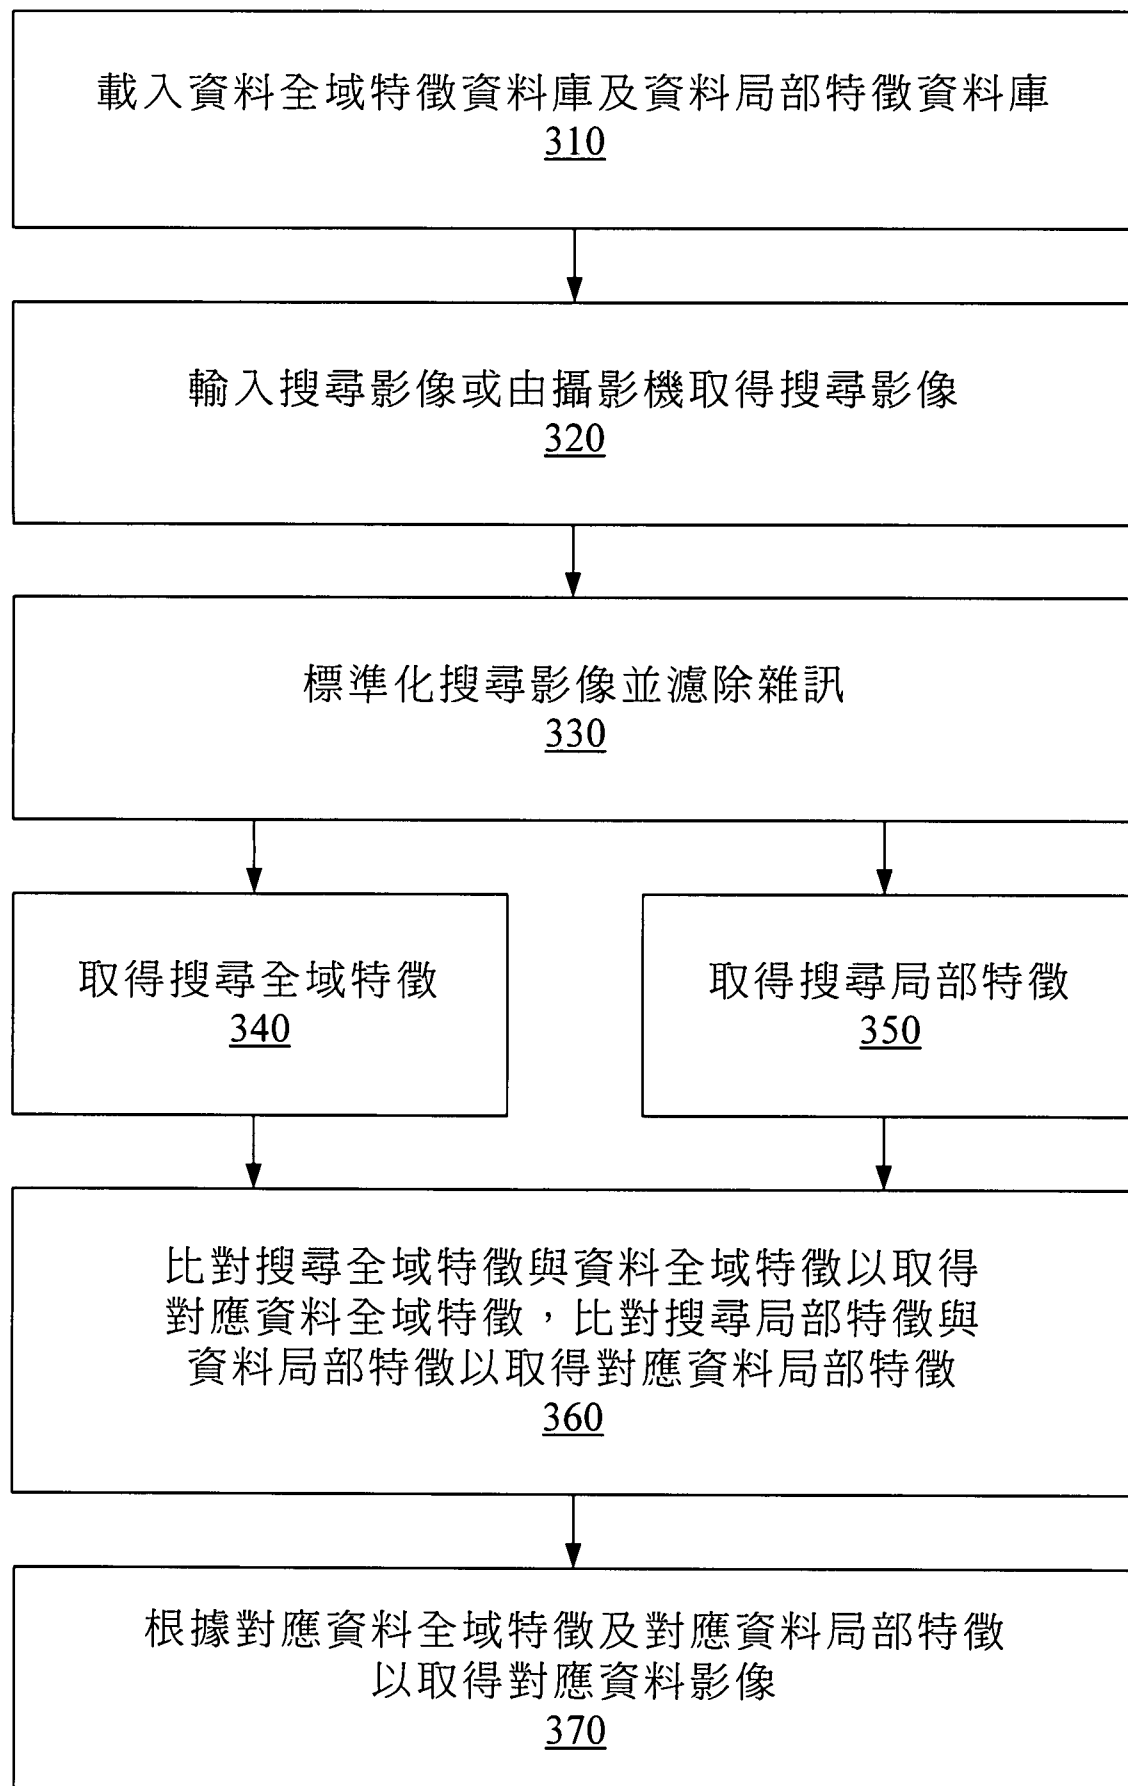 載入資料全域特徵資料庫及資料局部特徵資料庫
310
輸入搜尋影像或由攝影機取得搜尋影像
320
標準化搜尋影像並濾除雜訊
330
取得搜尋全域特徵
340
取得搜尋局部特徵
350
比對搜尋全域特徵與資料全域特徵以取得
對應資料全域特徵，比對搜尋局部特徵與
資料局部特徵以取得對應資料局部特徵
360
根據對應資料全域特徵及對應資料局部特徵
以取得對應資料影像
370